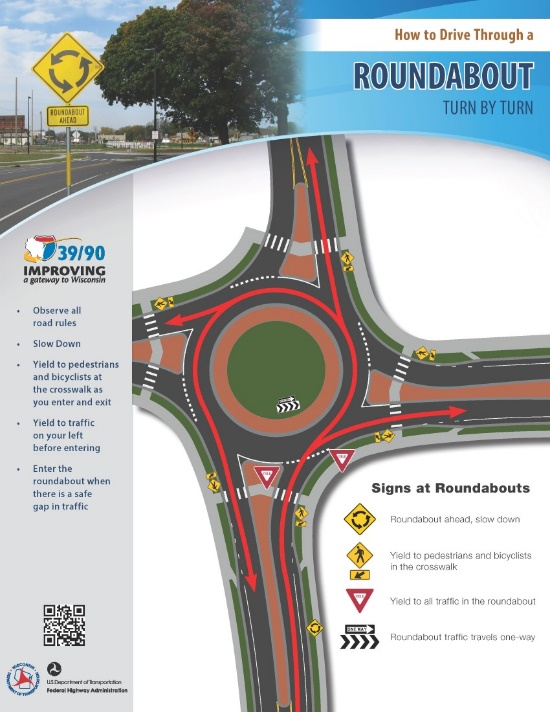 How to Drive Through a
ROUNDABOUT
TURN BY TURN
ROUNDABOUT
AHEAD
39/90
IMPROVING
a gateway to Wisconsin
• Observe all
road rules
• Slow Down
• Yield to pedestrians
and bicyclists at
the crosswalk as
you enter and exit
• Yield to traffic
on your left
before entering
• Enter the
roundabout when
there is a safe
gap in traffic
Signs at Roundabouts
Roundabout ahead, slow down
Yield to pedestrians and bicyclists
in the crosswalk
YIELD
Yield to all traffic in the roundabout
ONE WAY
Roundabout traffic travels one-way
U.S.Department of Transportation
Federal Highway Administration